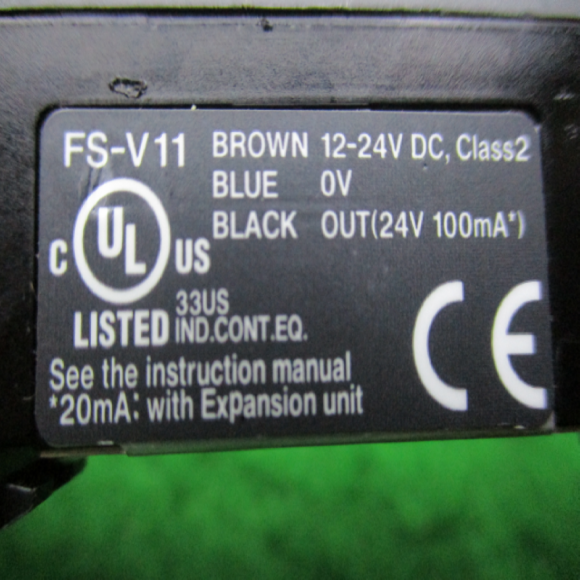 FS-V11
BROWN 12-24V DC, Class2
BLUE 0V
BLACK OUT(24V 100mA*)
C UL US
LISTED 33US
IND.CONT.EQ.
CE
See the instruction manual
*20mA: with Expansion unit